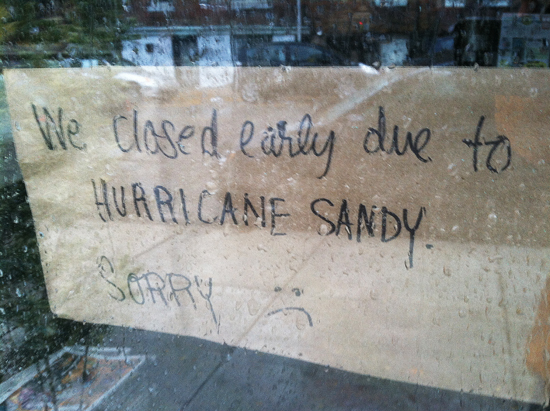 We closed early due to
HURRICANE SANDY.
SORRY :(